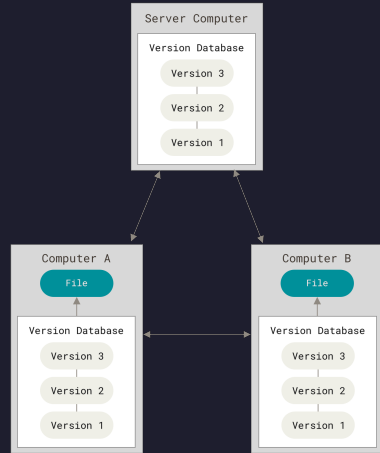 Server Computer
Version Database
Version 3
Version 2
Version 1
Computer A
File
Version Database
Version 3
Version 2
Version 1
Computer B
File
Version Database
Version 3
Version 2
Version 1